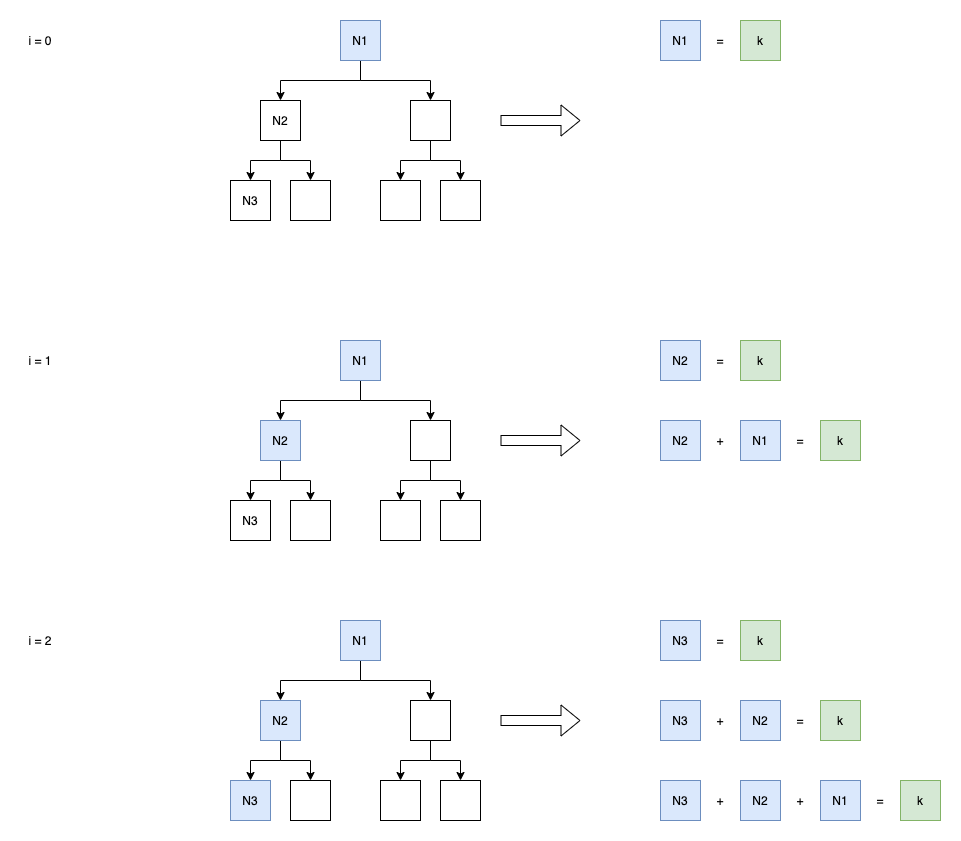 i = 0
N1
N2
N3
N1 = k
i = 1
N1
N2
N3
N2 = k
N2 + N1 = k
i = 2
N1
N2
N3
N3 = k
N3 + N2 = k
N3 + N2 + N1 = k